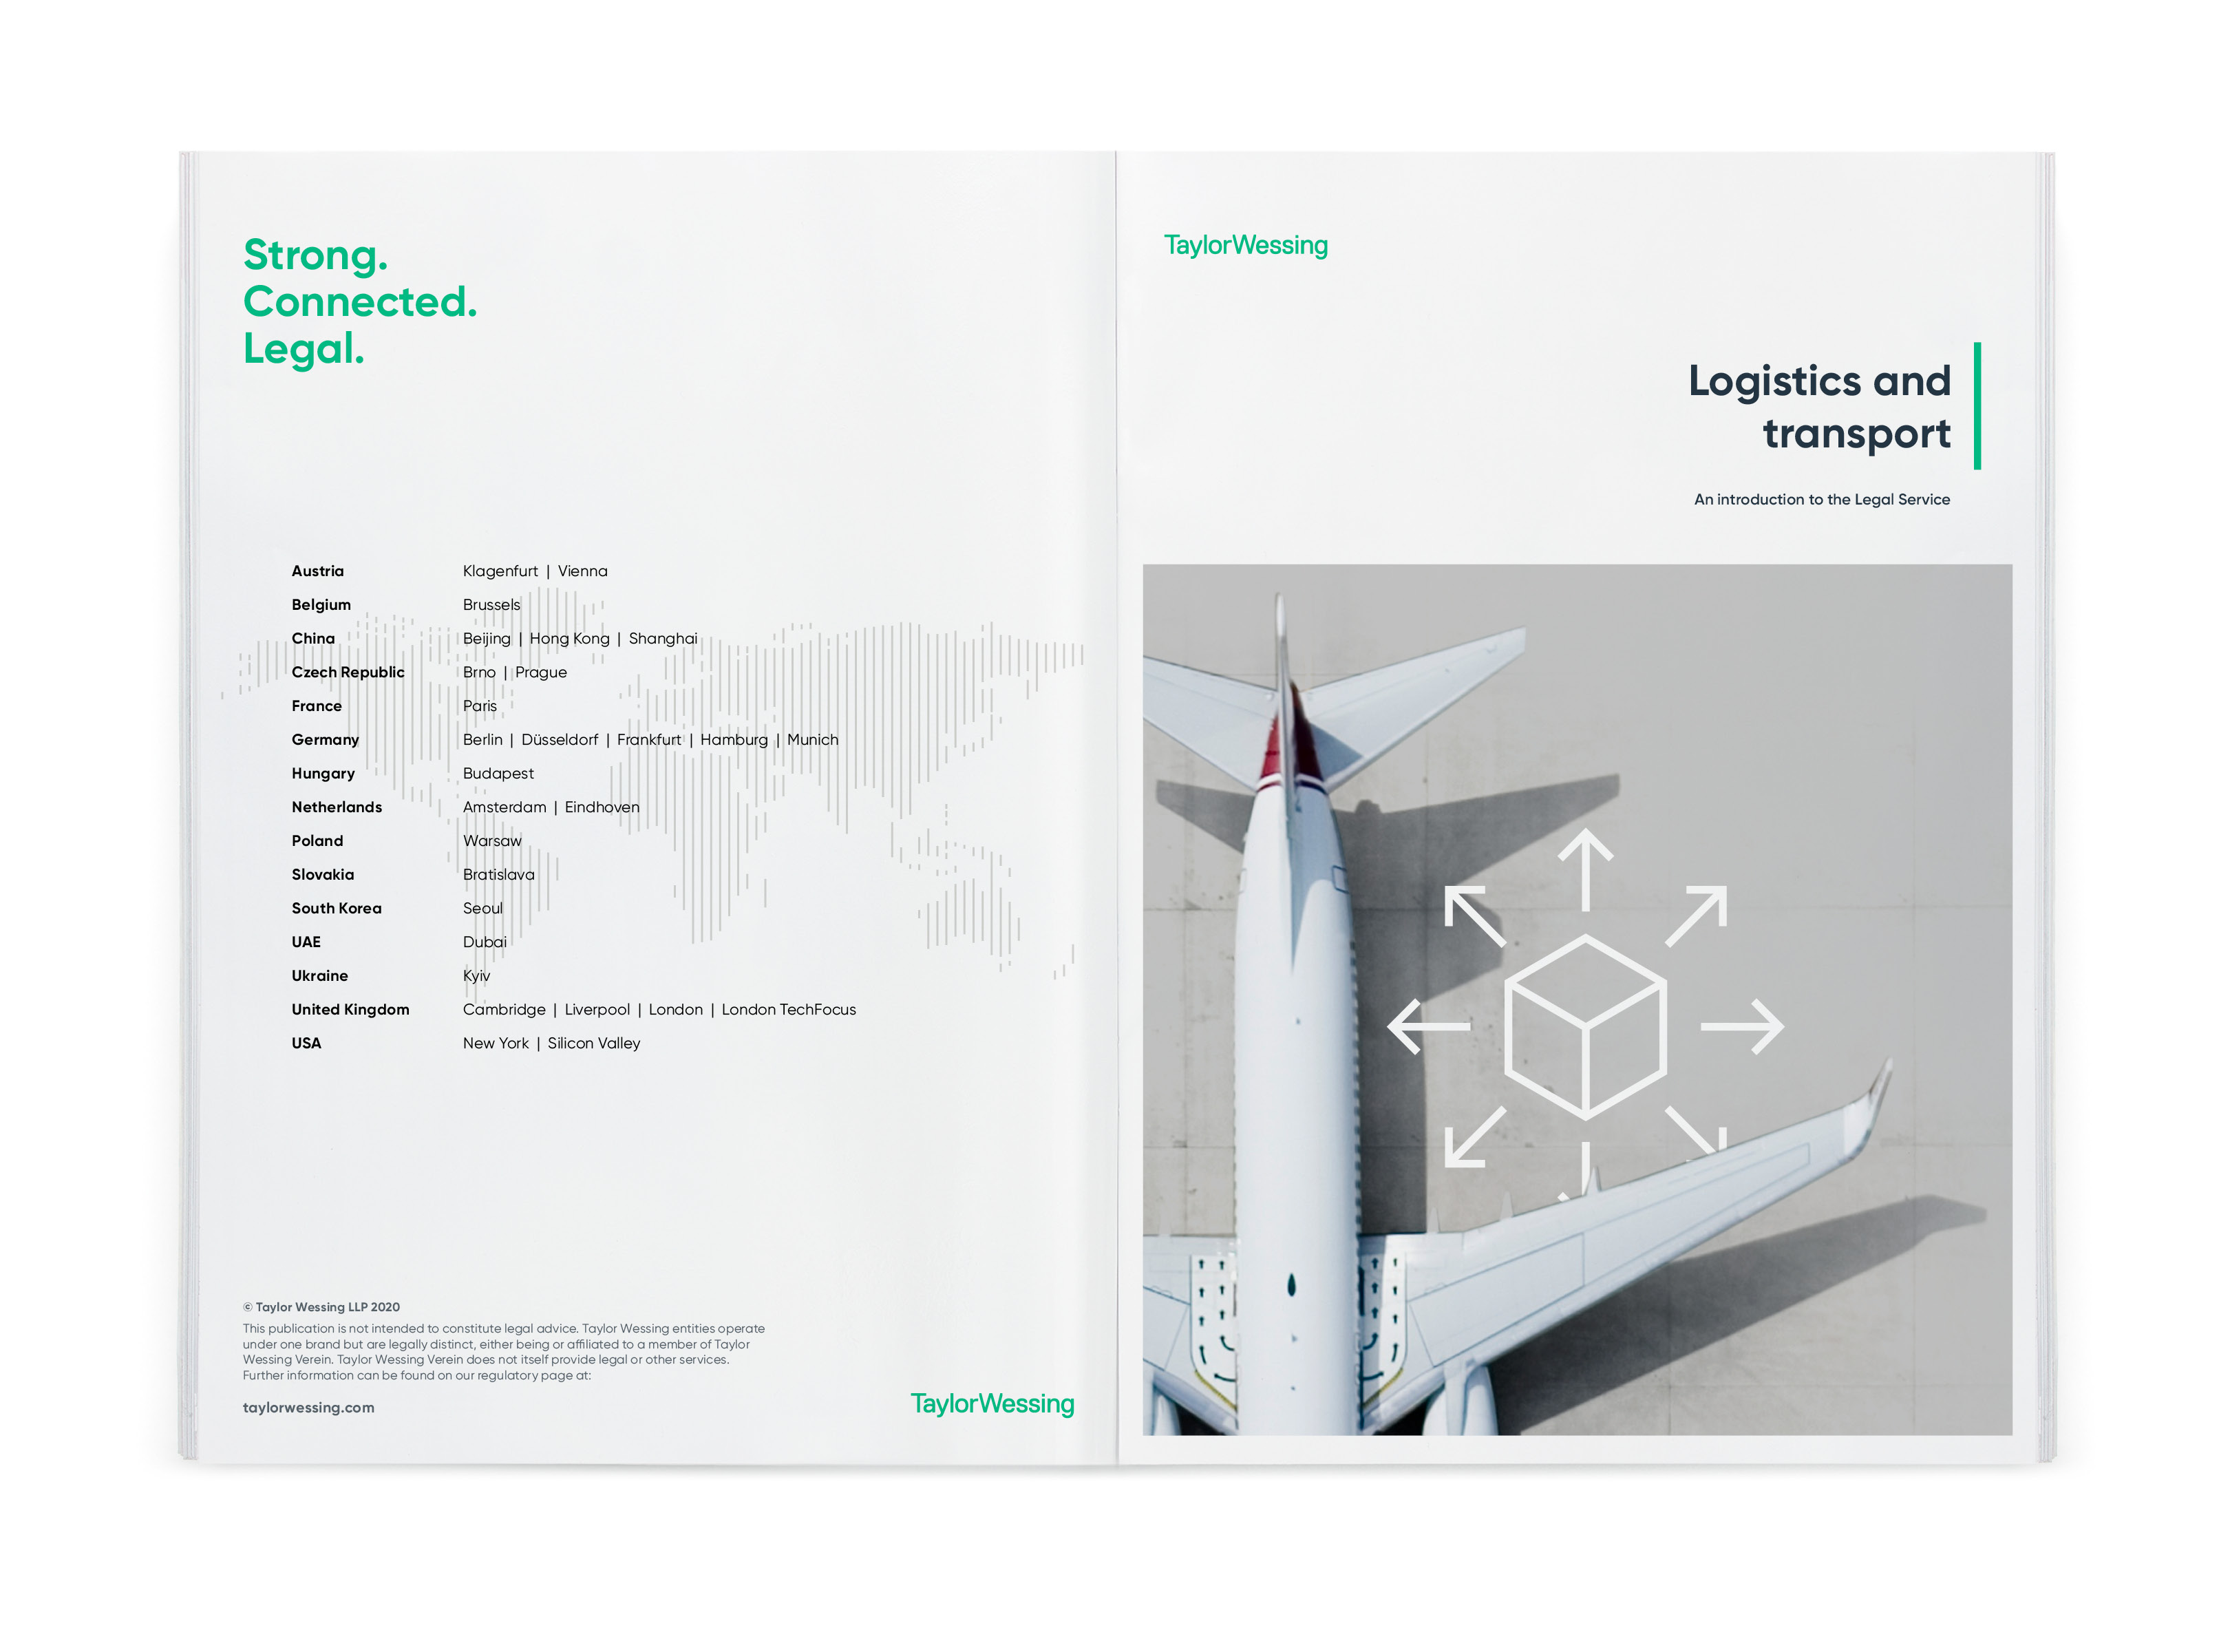 Strong.
Connected.
Legal.
Austria Klagenfurt | Vienna
Belgium Brussels
China Beijing | Hong Kong | Shanghai
Czech Republic Brno | Prague
France Paris
Germany Berlin | Düsseldorf | Frankfurt | Hamburg | Munich
Hungary Budapest
Netherlands Amsterdam | Eindhoven
Poland Warsaw
Slovakia Bratislava
South Korea Seoul
UAE Dubai
Ukraine Kyiv
United Kingdom Cambridge | Liverpool | London | London TechFocus
USA New York | Silicon Valley
© Taylor Wessing LLP 2020
This publication is not intended to constitute legal advice. Taylor Wessing entities operate
under one brand but are legally distinct, either being or affiliated to a member of Taylor
Wessing Verein. Taylor Wessing Verein does not itself provide legal or other services.
Further information can be found on our regulatory page at:
taylorwessing.com
TaylorWessing
TaylorWessing
Logistics and
transport
An introduction to the Legal Service